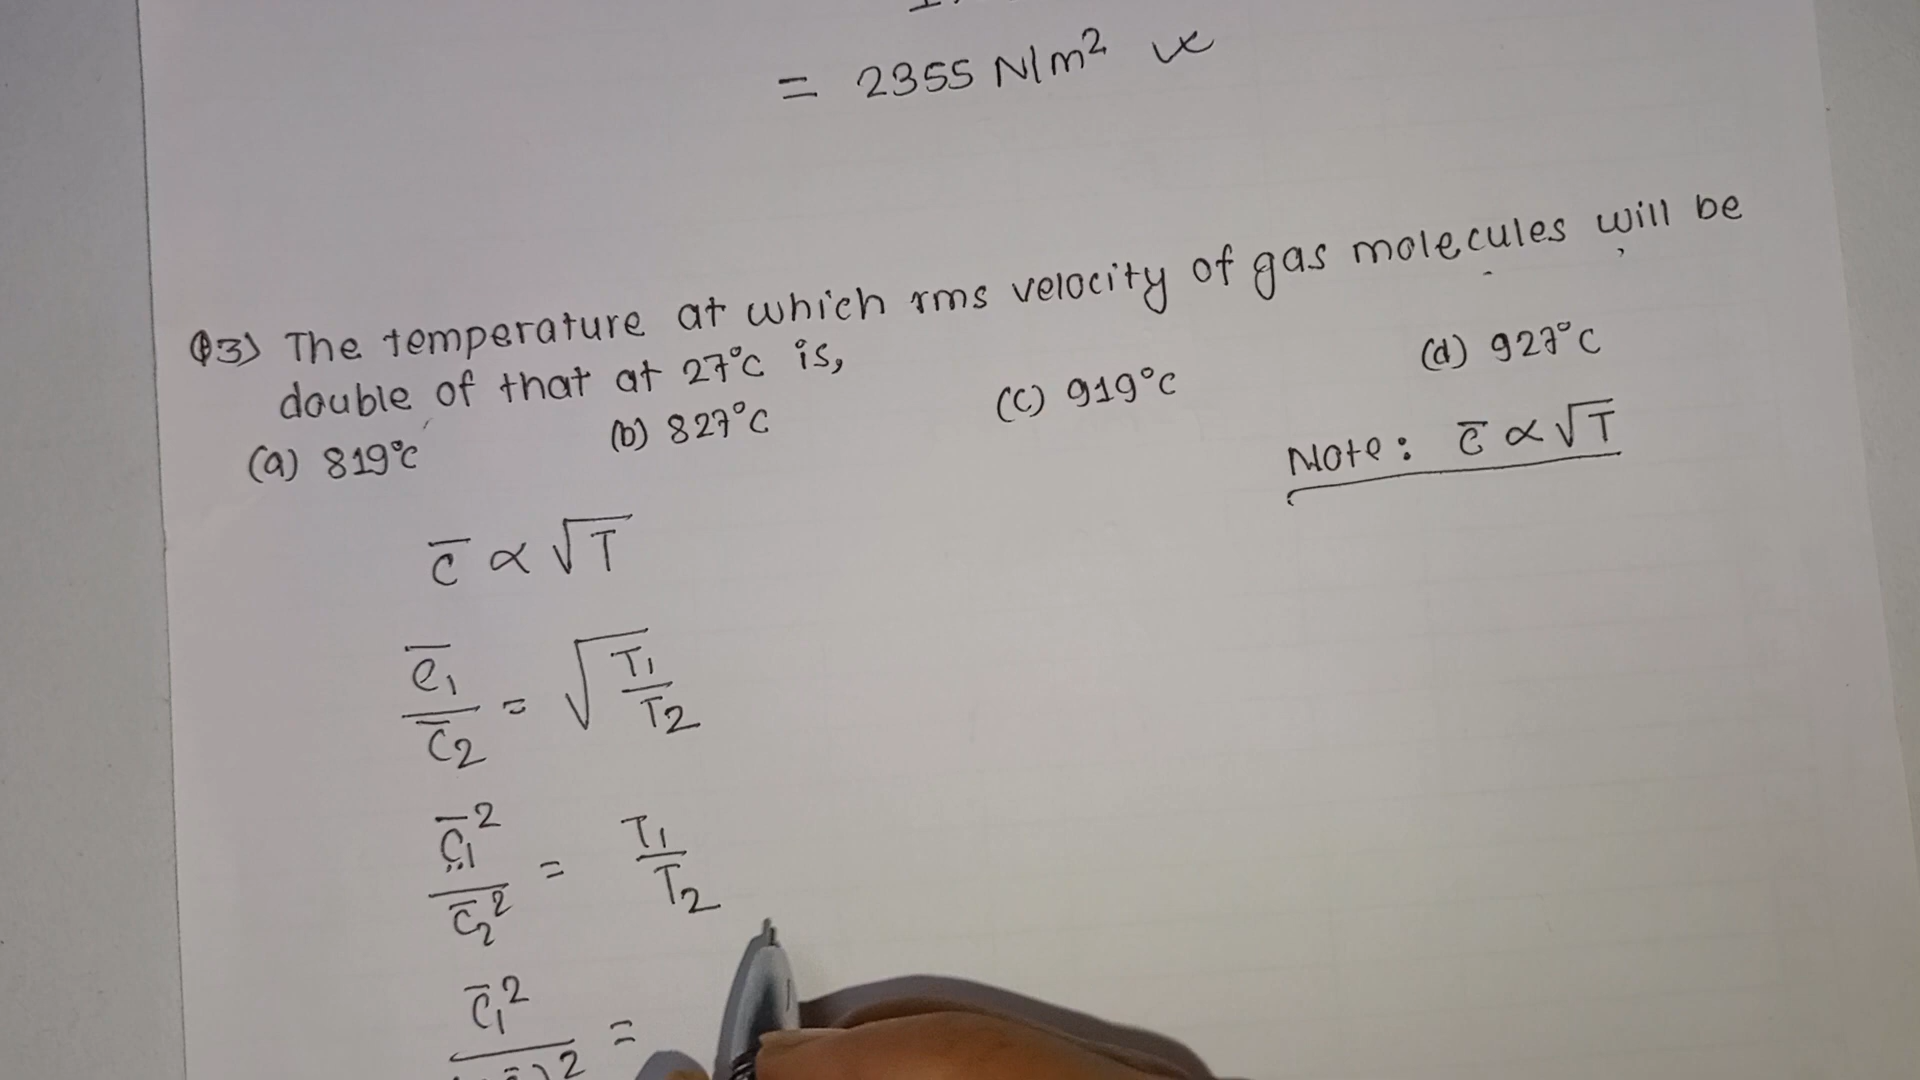 = 2355 N/m²
Q3) The temperature at which rms velocity of gas molecules will be
double of that at 27°C is,
(a) 819°C (b) 827°C (c) 919°C (d) 927°C
Note: c̄ ∝ √T
c̄ ∝ √T
c̄₁/c̄₂ = √(T₁/T₂)
c̄₁²/c̄₂² = T₁/T₂
c̄₁² =